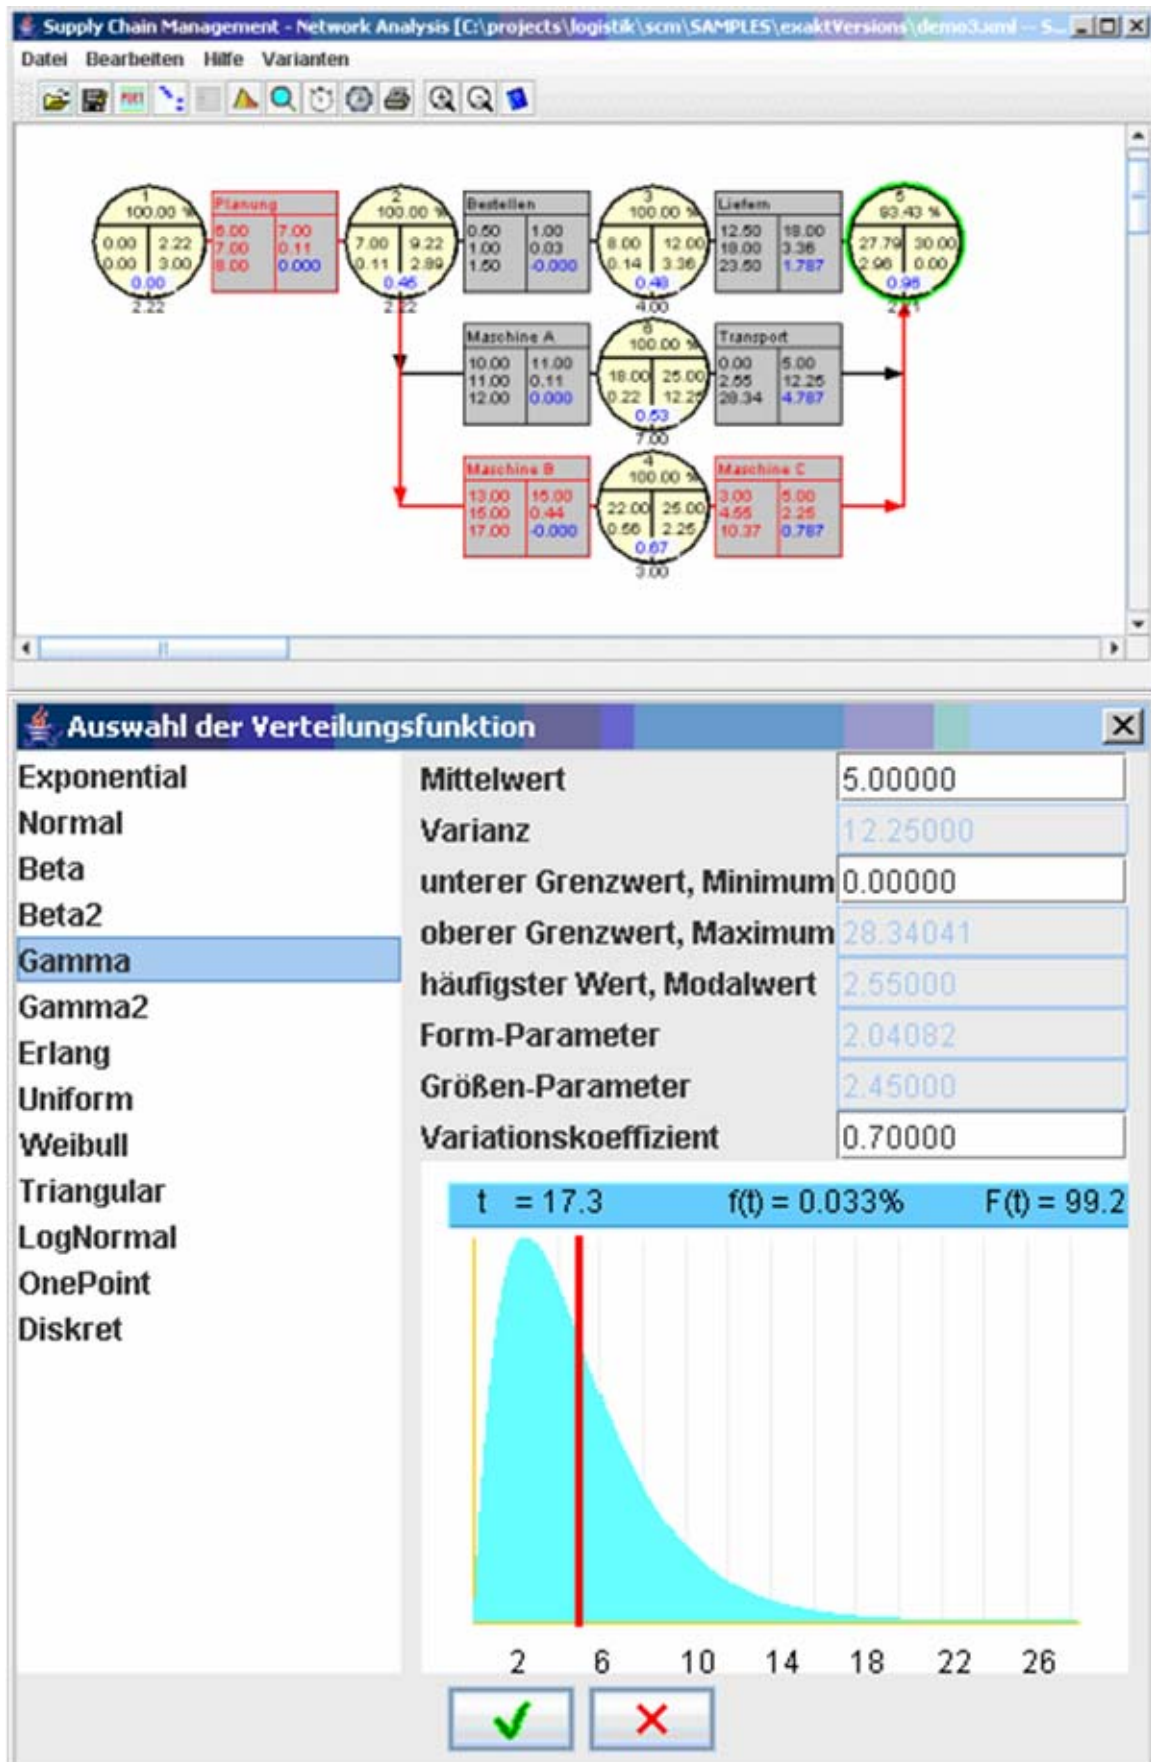 Supply Chain Management - Network Analysis [C:\projects\logistik\scm\SAMPLES\exaktVersions\demo3.xml -- S...
Datei Bearbeiten Hilfe Varianten
1
100.00 %
0.00 2.22
0.00 3.00
0.00
2.22
Planung
6.00 7.00
7.00 0.11
8.00 0.000
2
100.00 %
7.00 9.22
0.11 2.89
0.45
Bestellen
0.50 1.00
1.00 0.03
1.50 -0.000
3
100.00 %
8.00 12.00
0.14 3.36
0.48
4.00
Liefern
12.50 18.00
18.00 3.36
23.50 1.787
5
93.43 %
27.79 30.00
2.96 0.00
0.98
Maschine A
10.00 11.00
11.00 0.11
12.00 0.000
6
100.00 %
18.00 25.00
0.22 12.25
0.53
7.00
Transport
0.00 5.00
2.55 12.25
28.34 4.787
Maschine B
13.00 15.00
15.00 0.44
17.00 -0.000
4
100.00 %
22.00 25.00
0.56 2.25
0.67
3.00
Maschine C
3.00 5.00
4.55 2.25
10.37 0.787
Auswahl der Verteilungsfunktion
Exponential
Normal
Beta
Beta2
Gamma
Gamma2
Erlang
Uniform
Weibull
Triangular
LogNormal
OnePoint
Diskret
Mittelwert 5.00000
Varianz 12.25000
unterer Grenzwert, Minimum 0.00000
oberer Grenzwert, Maximum 28.34041
häufigster Wert, Modalwert 2.55000
Form-Parameter 2.04082
Größen-Parameter 2.45000
Variationskoeffizient 0.70000
t = 17.3 f(t) = 0.033% F(t) = 99.2
2 6 10 14 18 22 26